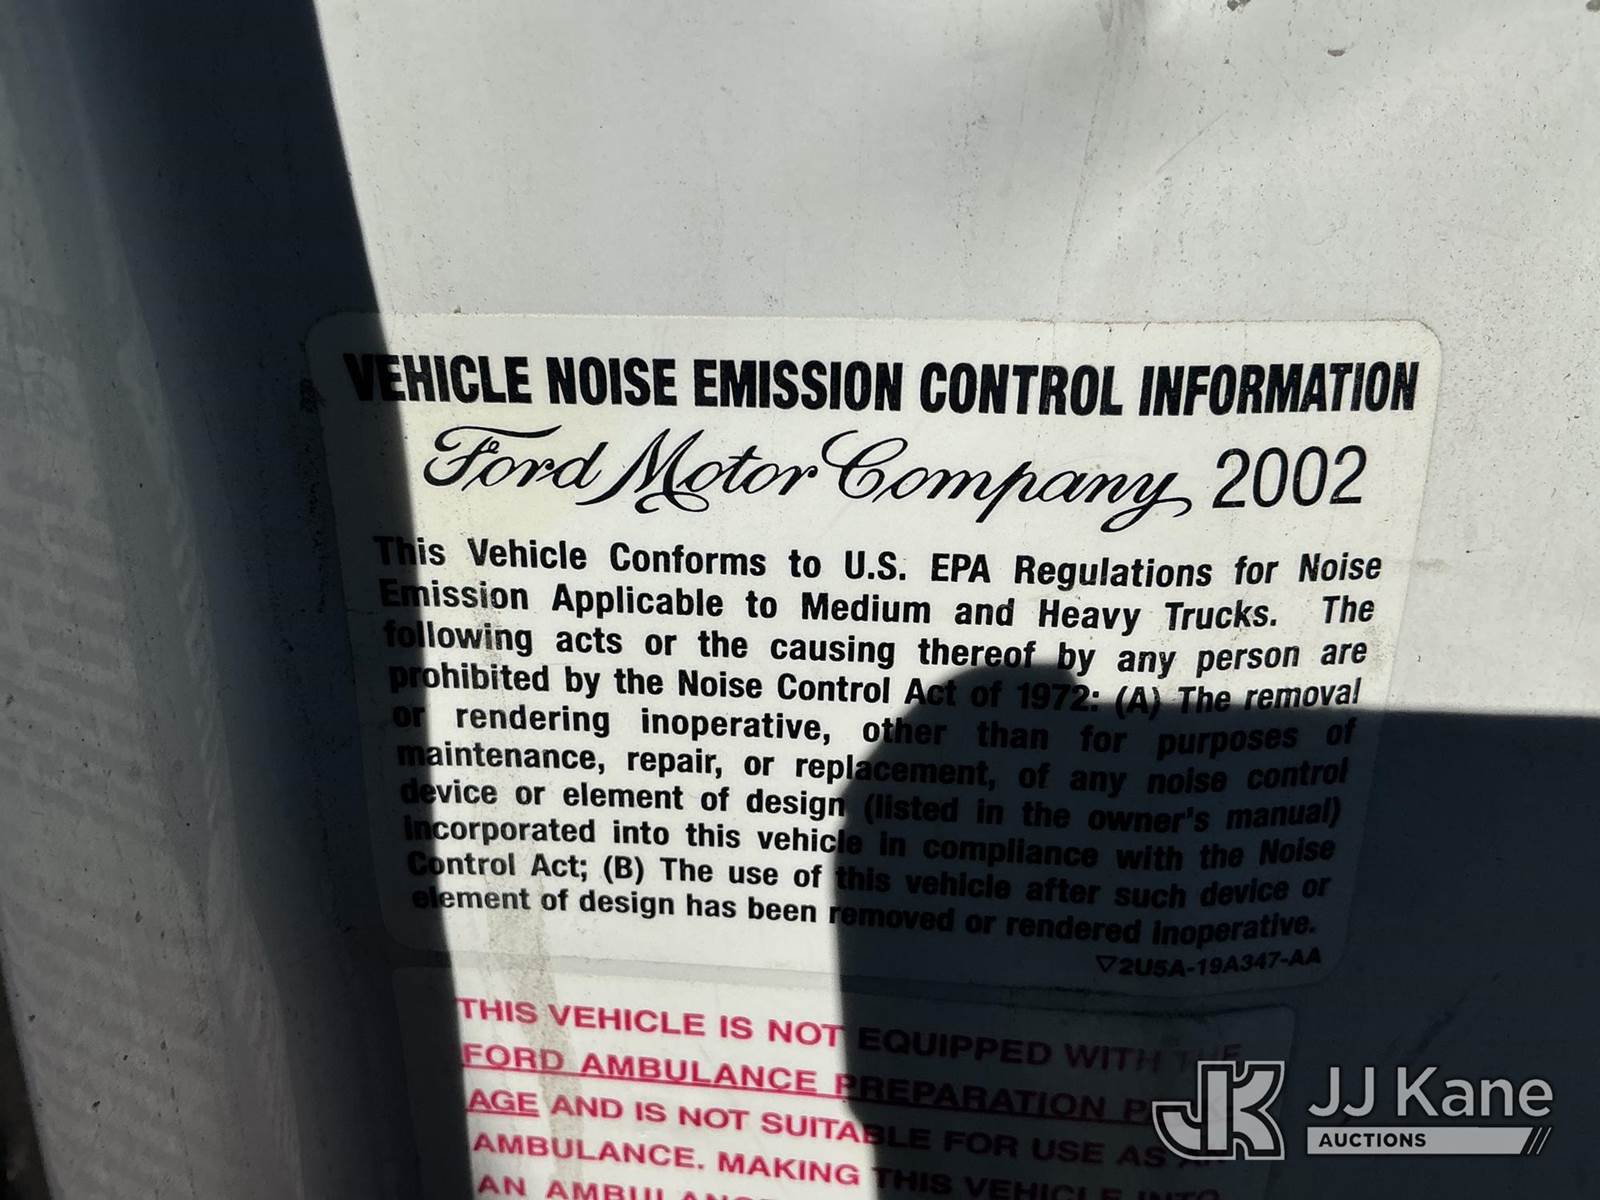 VEHICLE NOISE EMISSION CONTROL INFORMATION
Ford Motor Company 2002
This Vehicle Conforms to U.S. EPA Regulations for Noise
Emission Applicable to Medium and Heavy Trucks. The
following acts or the causing thereof by any person are
prohibited by the Noise Control Act of 1972: (A) The removal
or rendering inoperative, other than for purposes of
maintenance, repair, or replacement, of any noise control
device or element of design (listed in the owner's manual)
incorporated into this vehicle in compliance with the Noise
Control Act; (B) The use of this vehicle after such device or
element of design has been removed or rendered inoperative.
▽2U5A-19A347-AA
THIS VEHICLE IS NOT EQUIPPED WITH THE
FORD AMBULANCE PREPARATION
AGE AND IS NOT SUITABLE FOR USE AS AN
AMBULANCE. MAKING THIS VEHICLE INTO
AN
JK JJ Kane
AUCTIONS